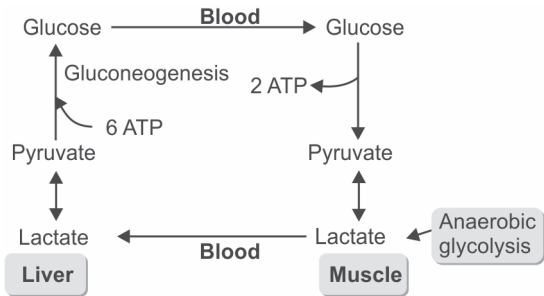 Blood
Glucose
Glucose
Gluconeogenesis
2 ATP
6 ATP
Pyruvate
Pyruvate
Lactate
Lactate
Anaerobic
glycolysis
Blood
Liver
Muscle